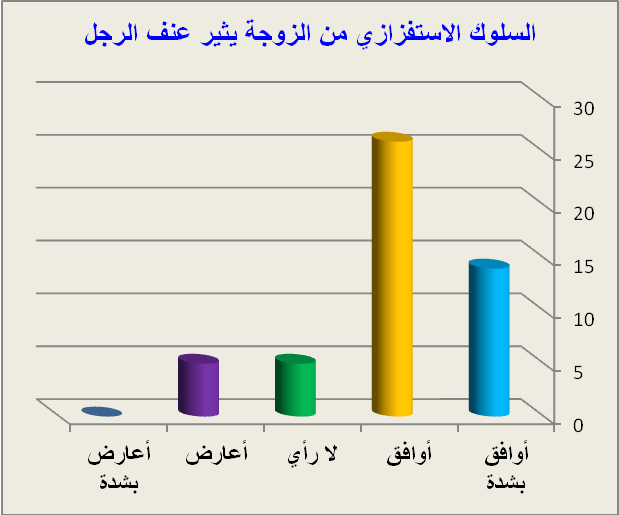 السلوك الاستفزازي من الزوجة يثير عنف الرجل
30
25
20
15
10
5
0
أوافق بشدة
أوافق
لا رأي
أعارض
أعارض بشدة